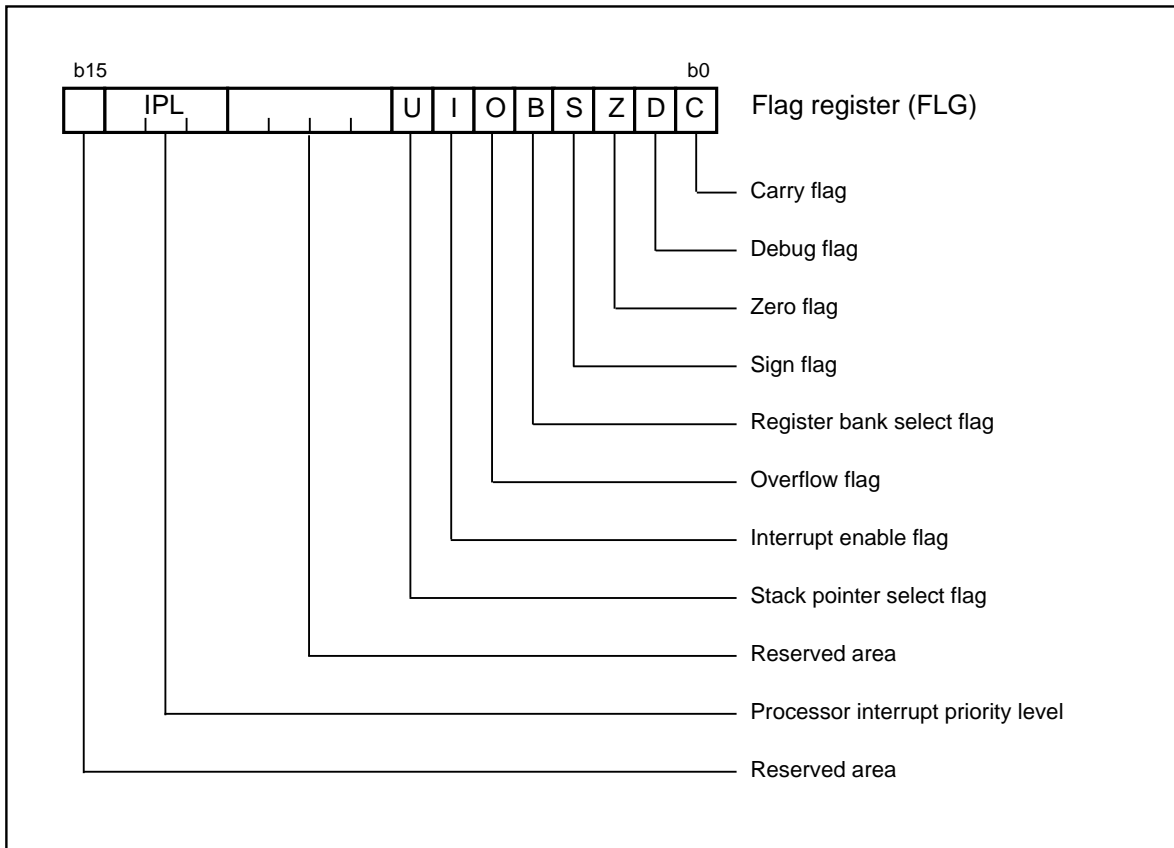 b15 b0
IPL U I O B S Z D C Flag register (FLG)
Carry flag
Debug flag
Zero flag
Sign flag
Register bank select flag
Overflow flag
Interrupt enable flag
Stack pointer select flag
Reserved area
Processor interrupt priority level
Reserved area